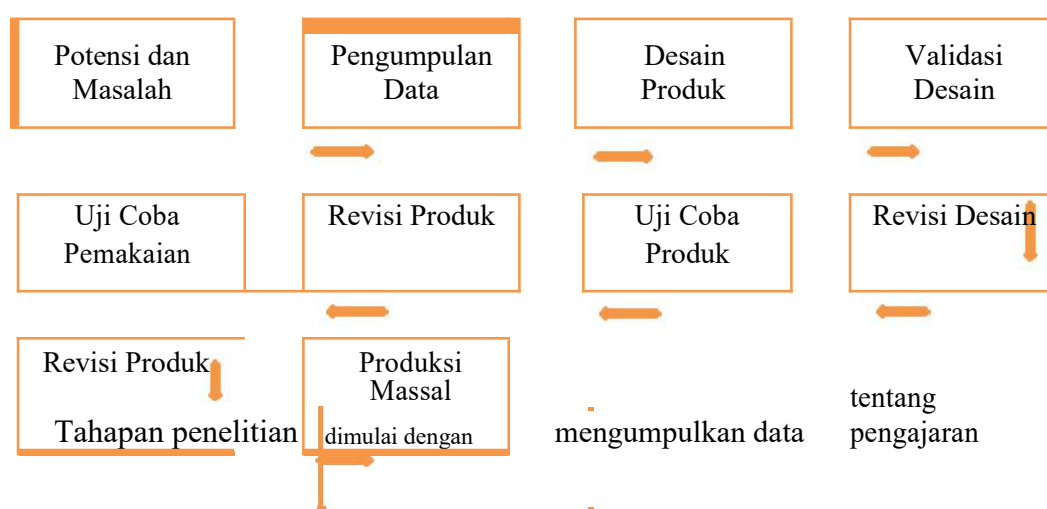 Potensi dan
Masalah
Pengumpulan
Data
Desain
Produk
Validasi
Desain
Uji Coba
Pemakaian
Revisi Produk
Uji Coba
Produk
Revisi Desain
Revisi Produk
Produksi
Massal
Tahapan penelitian dimulai dengan mengumpulkan data tentang
pengajaran